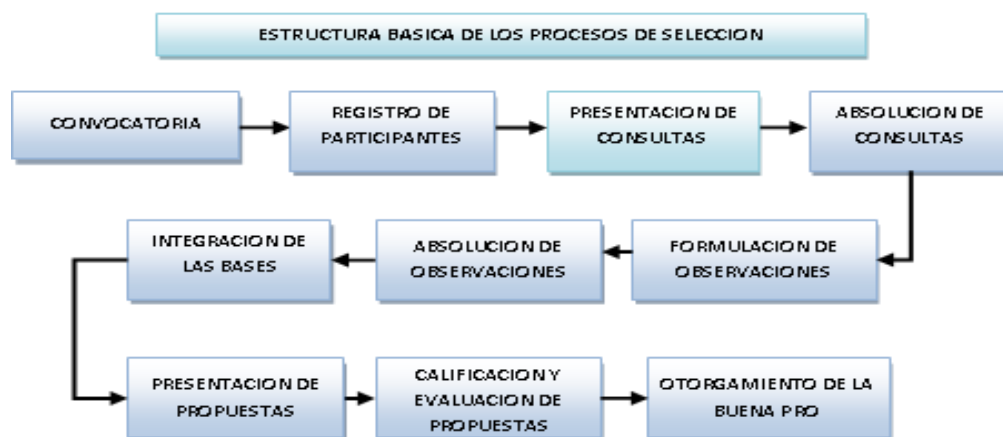 ESTRUCTURA BASICA DE LOS PROCESOS DE SELECCION
CONVOCATORIA
REGISTRO DE
PARTICIPANTES
PRESENTACION DE
CONSULTAS
ABSOLUCION DE
CONSULTAS
FORMULACION DE
OBSERVACIONES
ABSOLUCION DE
OBSERVACIONES
INTEGRACION DE
LAS BASES
PRESENTACION DE
PROPUESTAS
CALIFICACION Y
EVALUACION DE
PROPUESTAS
OTORGAMIENTO DE LA
BUENA PRO